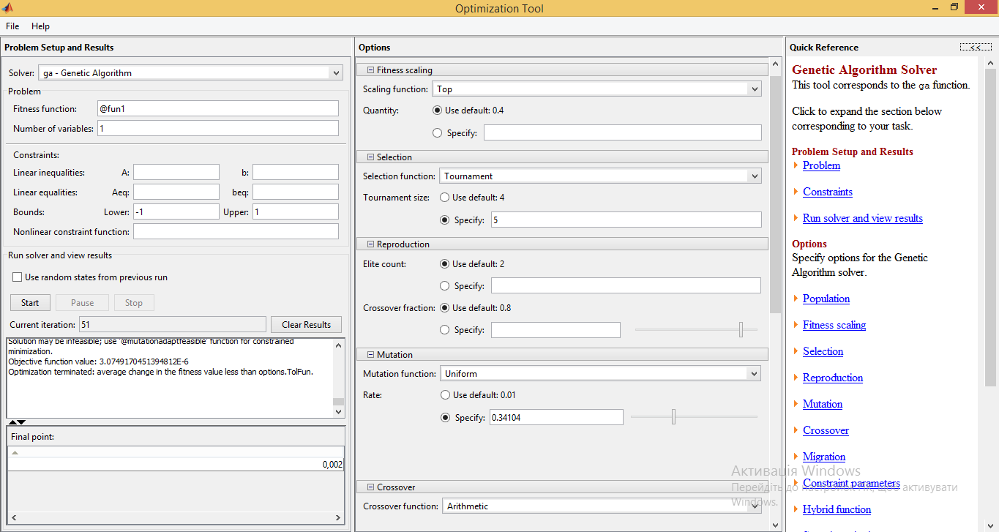 Optimization Tool
File Help
Problem Setup and Results
Solver: ga - Genetic Algorithm
Problem
Fitness function: @fun1
Number of variables: 1
Constraints:
Linear inequalities: A: b:
Linear equalities: Aeq: beq:
Bounds: Lower: -1 Upper: 1
Nonlinear constraint function:
Run solver and view results
Use random states from previous run
Start Pause Stop
Current iteration: 51 Clear Results
Solution may be infeasible; use '@mutationadaptfeasible' function for constrained
minimization.
Objective function value: 3.0749170451394812E-6
Optimization terminated: average change in the fitness value less than options.TolFun.
Final point:
0,002
Options
Fitness scaling
Scaling function: Top
Quantity: Use default: 0.4
Specify:
Selection
Selection function: Tournament
Tournament size: Use default: 4
Specify: 5
Reproduction
Elite count: Use default: 2
Specify:
Crossover fraction: Use default: 0.8
Specify:
Mutation
Mutation function: Uniform
Rate: Use default: 0.01
Specify: 0.34104
Crossover
Crossover function: Arithmetic
Quick Reference <<
Genetic Algorithm Solver
This tool corresponds to the ga function.
Click to expand the section below
corresponding to your task.
Problem Setup and Results
Problem
Constraints
Run solver and view results
Options
Specify options for the Genetic
Algorithm solver.
Population
Fitness scaling
Selection
Reproduction
Mutation
Crossover
Migration
Constraint parameters
Hybrid function
Активація Windows
Перейдіть до настройок ПК, щоб активувати
Windows.